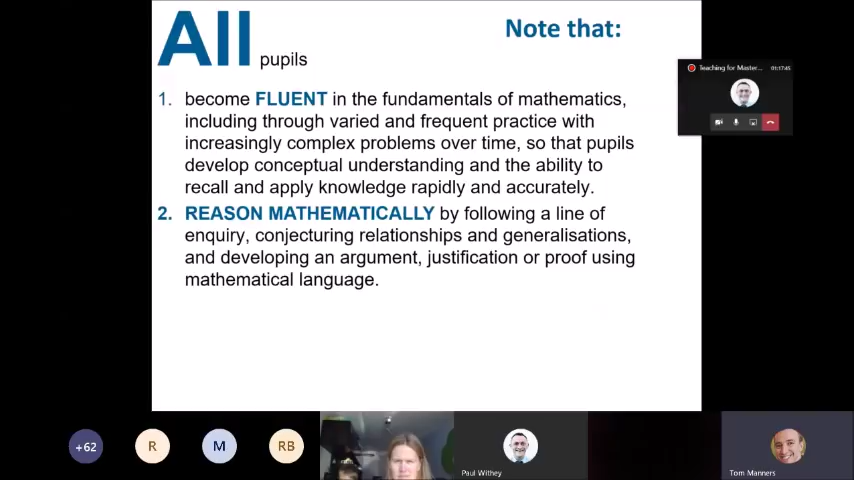 All pupils
Note that:
Teaching for Master... 01:17:45
1. become FLUENT in the fundamentals of mathematics,
including through varied and frequent practice with
increasingly complex problems over time, so that pupils
develop conceptual understanding and the ability to
recall and apply knowledge rapidly and accurately.
2. REASON MATHEMATICALLY by following a line of
enquiry, conjecturing relationships and generalisations,
and developing an argument, justification or proof using
mathematical language.
+62
R
M
RB
Paul Withey
Tom Manners